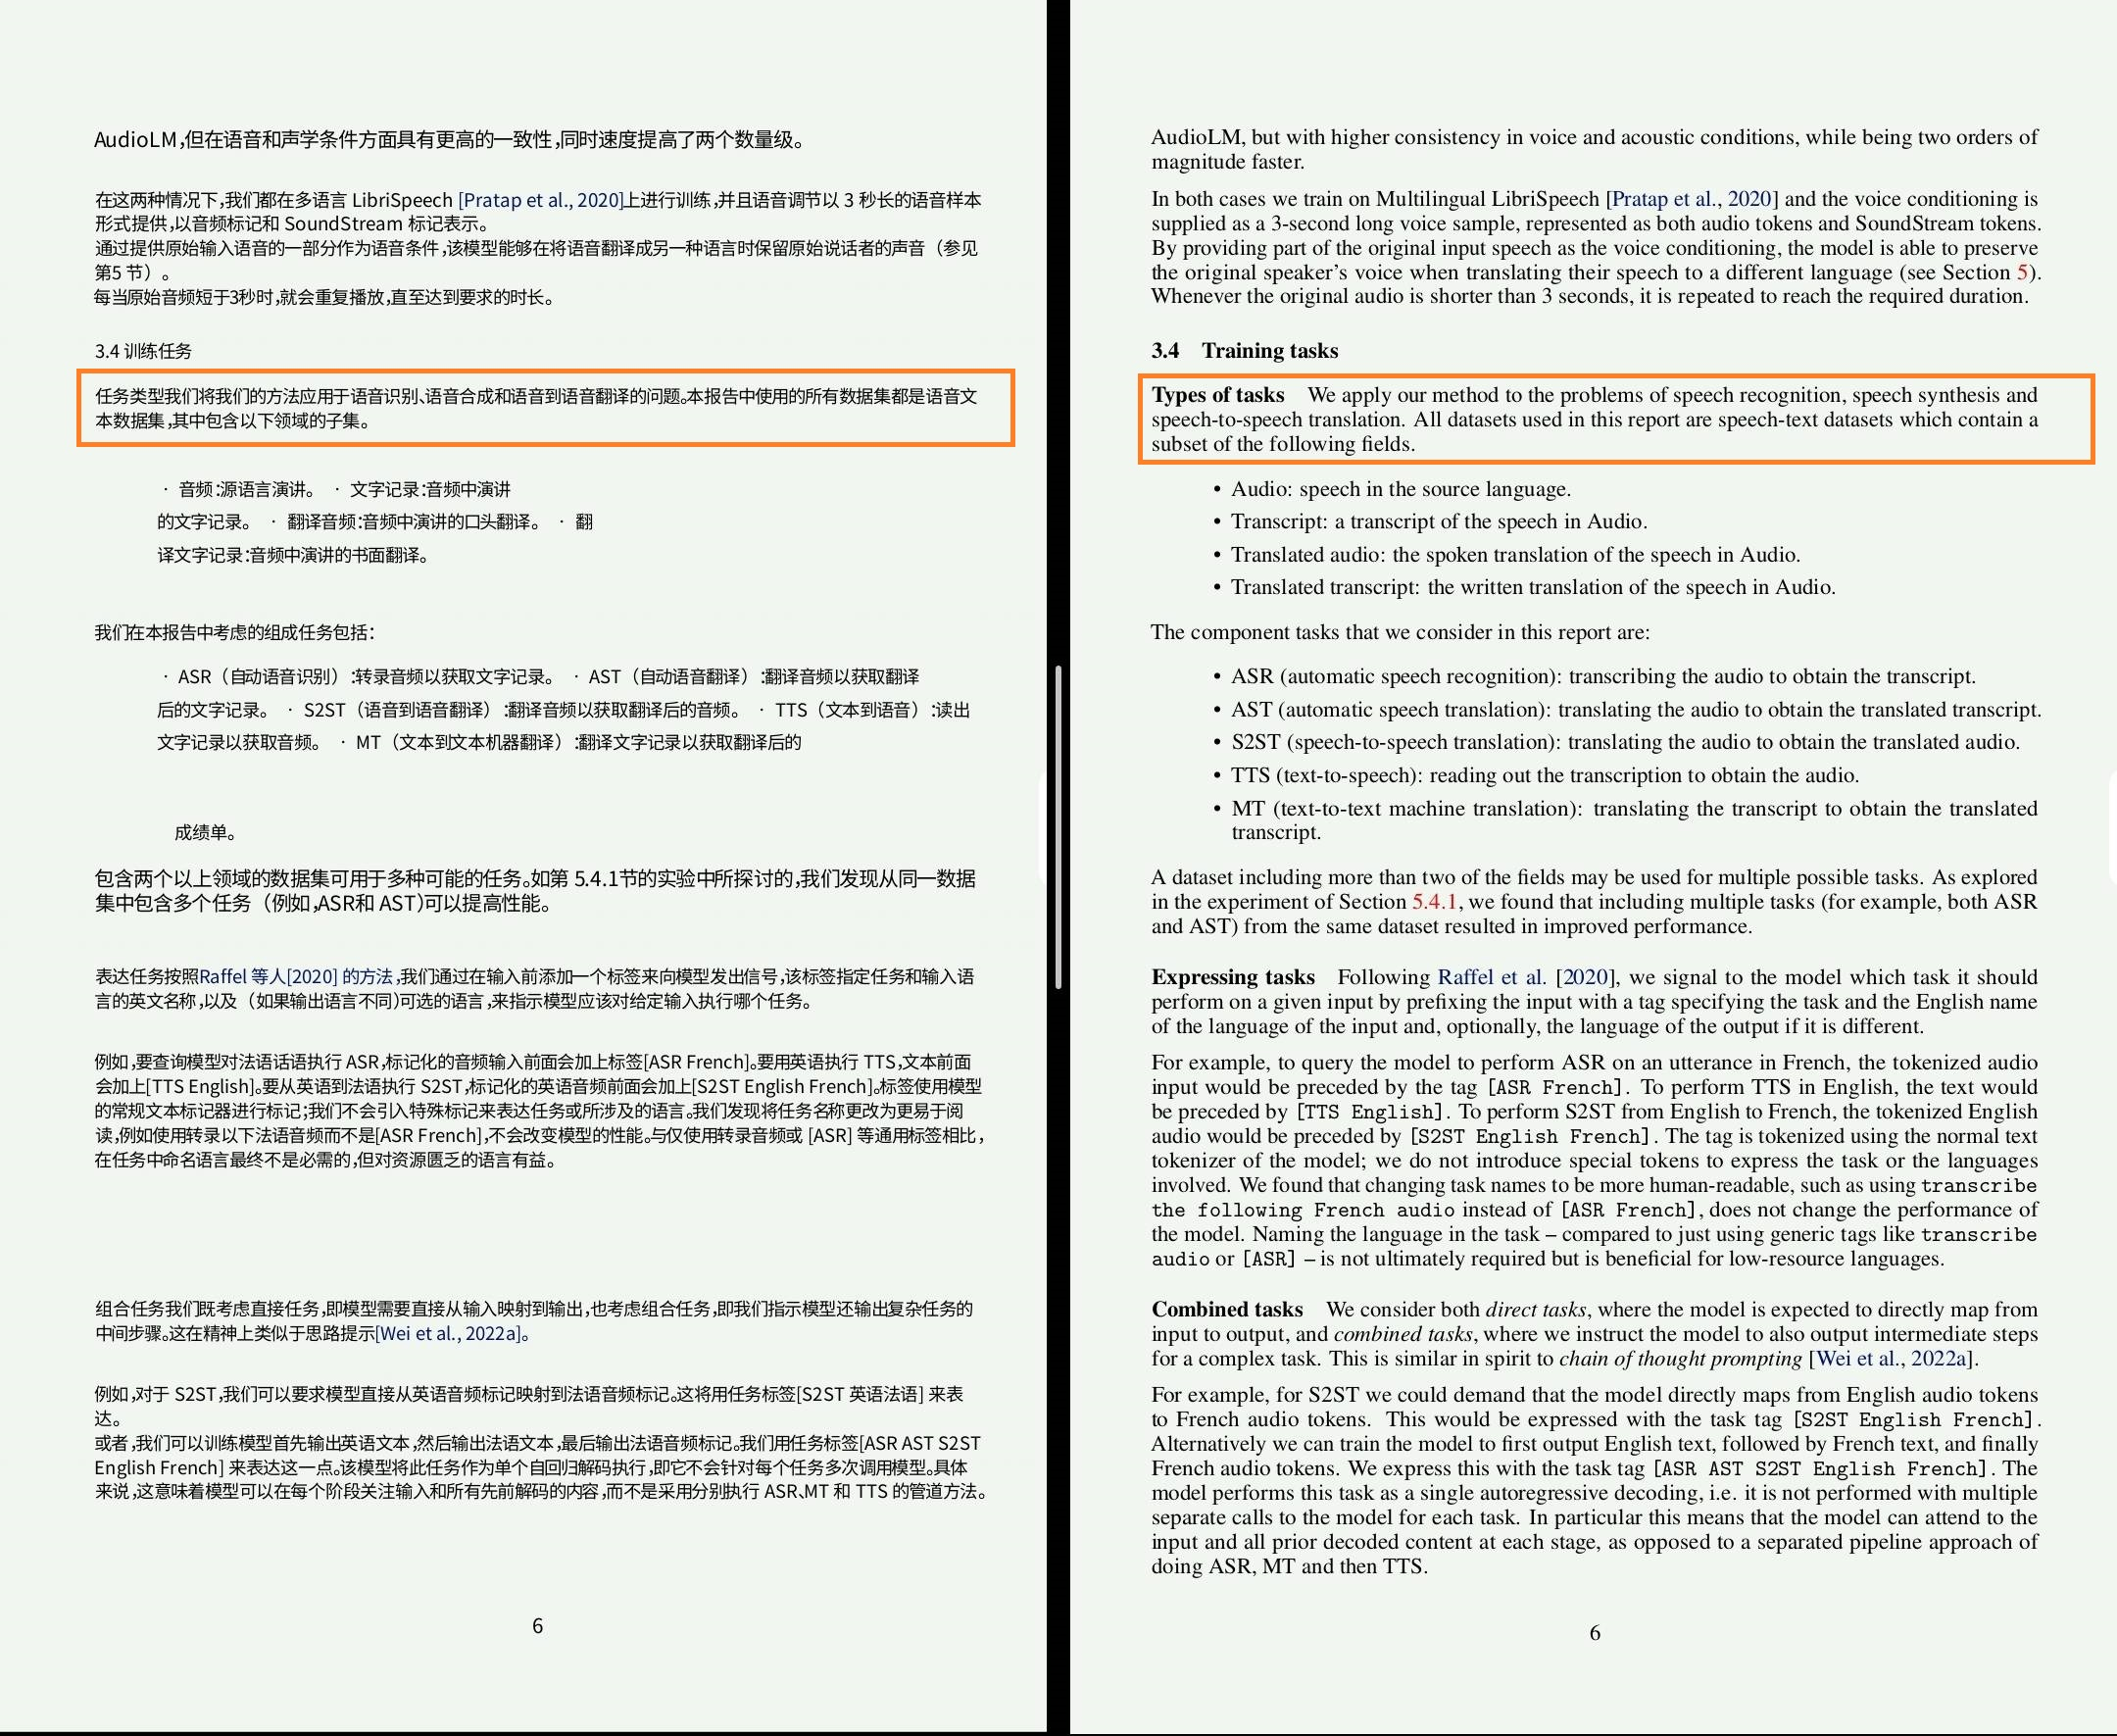 AudioLM,但在语音和声学条件方面具有更高的一致性,同时速度提高了两个数量级。
在这两种情况下,我们都在多语言 LibriSpeech [Pratap et al., 2020]上进行训练,并且语音调节以 3 秒长的语音样本
形式提供,以音频标记和 SoundStream 标记表示。
通过提供原始输入语音的一部分作为语音条件,该模型能够在将语音翻译成另一种语言时保留原始说话者的声音（参见
第5 节）。
每当原始音频短于3秒时,就会重复播放,直至达到要求的时长。
3.4 训练任务
任务类型我们将我们的方法应用于语音识别、语音合成和语音到语音翻译的问题。本报告中使用的所有数据集都是语音文
本数据集,其中包含以下领域的子集。
· 音频:源语言演讲。 · 文字记录:音频中演讲
的文字记录。 · 翻译音频:音频中演讲的口头翻译。 · 翻
译文字记录:音频中演讲的书面翻译。
我们在本报告中考虑的组成任务包括：
· ASR（自动语音识别）:转录音频以获取文字记录。 · AST（自动语音翻译）:翻译音频以获取翻译
后的文字记录。 · S2ST（语音到语音翻译）:翻译音频以获取翻译后的音频。 · TTS（文本到语音）:读出
文字记录以获取音频。 · MT（文本到文本机器翻译）:翻译文字记录以获取翻译后的
成绩单。
包含两个以上领域的数据集可用于多种可能的任务。如第 5.4.1节的实验中所探讨的,我们发现从同一数据
集中包含多个任务（例如,ASR和 AST)可以提高性能。
表达任务按照Raffel 等人[2020] 的方法,我们通过在输入前添加一个标签来向模型发出信号,该标签指定任务和输入语
言的英文名称,以及（如果输出语言不同)可选的语言,来指示模型应该对给定输入执行哪个任务。
例如,要查询模型对法语话语执行 ASR,标记化的音频输入前面会加上标签[ASR French]。要用英语执行 TTS,文本前面
会加上[TTS English]。要从英语到法语执行 S2ST,标记化的英语音频前面会加上[S2ST English French]。标签使用模型
的常规文本标记器进行标记;我们不会引入特殊标记来表达任务或所涉及的语言。我们发现将任务名称更改为更易于阅
读,例如使用转录以下法语音频而不是[ASR French],不会改变模型的性能。与仅使用转录音频或 [ASR] 等通用标签相比,
在任务中命名语言最终不是必需的,但对资源匮乏的语言有益。
组合任务我们既考虑直接任务,即模型需要直接从输入映射到输出,也考虑组合任务,即我们指示模型还输出复杂任务的
中间步骤。这在精神上类似于思路提示[Wei et al., 2022a]。
例如,对于 S2ST,我们可以要求模型直接从英语音频标记映射到法语音频标记。这将用任务标签[S2ST 英语法语] 来表
达。
或者,我们可以训练模型首先输出英语文本,然后输出法语文本,最后输出法语音频标记。我们用任务标签[ASR AST S2ST
English French] 来表达这一点。该模型将此任务作为单个自回归解码执行,即它不会针对每个任务多次调用模型。具体
来说,这意味着模型可以在每个阶段关注输入和所有先前解码的内容,而不是采用分别执行 ASR、MT 和 TTS 的管道方法。
6
AudioLM, but with higher consistency in voice and acoustic conditions, while being two orders of
magnitude faster.
In both cases we train on Multilingual LibriSpeech [Pratap et al., 2020] and the voice conditioning is
supplied as a 3-second long voice sample, represented as both audio tokens and SoundStream tokens.
By providing part of the original input speech as the voice conditioning, the model is able to preserve
the original speaker's voice when translating their speech to a different language (see Section 5).
Whenever the original audio is shorter than 3 seconds, it is repeated to reach the required duration.
3.4 Training tasks
Types of tasks We apply our method to the problems of speech recognition, speech synthesis and
speech-to-speech translation. All datasets used in this report are speech-text datasets which contain a
subset of the following fields.
• Audio: speech in the source language.
• Transcript: a transcript of the speech in Audio.
• Translated audio: the spoken translation of the speech in Audio.
• Translated transcript: the written translation of the speech in Audio.
The component tasks that we consider in this report are:
• ASR (automatic speech recognition): transcribing the audio to obtain the transcript.
• AST (automatic speech translation): translating the audio to obtain the translated transcript.
• S2ST (speech-to-speech translation): translating the audio to obtain the translated audio.
• TTS (text-to-speech): reading out the transcription to obtain the audio.
• MT (text-to-text machine translation): translating the transcript to obtain the translated
transcript.
A dataset including more than two of the fields may be used for multiple possible tasks. As explored
in the experiment of Section 5.4.1, we found that including multiple tasks (for example, both ASR
and AST) from the same dataset resulted in improved performance.
Expressing tasks Following Raffel et al. [2020], we signal to the model which task it should
perform on a given input by prefixing the input with a tag specifying the task and the English name
of the language of the input and, optionally, the language of the output if it is different.
For example, to query the model to perform ASR on an utterance in French, the tokenized audio
input would be preceded by the tag [ASR French]. To perform TTS in English, the text would
be preceded by [TTS English]. To perform S2ST from English to French, the tokenized English
audio would be preceded by [S2ST English French]. The tag is tokenized using the normal text
tokenizer of the model; we do not introduce special tokens to express the task or the languages
involved. We found that changing task names to be more human-readable, such as using transcribe
the following French audio instead of [ASR French], does not change the performance of
the model. Naming the language in the task – compared to just using generic tags like transcribe
audio or [ASR] – is not ultimately required but is beneficial for low-resource languages.
Combined tasks We consider both direct tasks, where the model is expected to directly map from
input to output, and combined tasks, where we instruct the model to also output intermediate steps
for a complex task. This is similar in spirit to chain of thought prompting [Wei et al., 2022a].
For example, for S2ST we could demand that the model directly maps from English audio tokens
to French audio tokens. This would be expressed with the task tag [S2ST English French].
Alternatively we can train the model to first output English text, followed by French text, and finally
French audio tokens. We express this with the task tag [ASR AST S2ST English French]. The
model performs this task as a single autoregressive decoding, i.e. it is not performed with multiple
separate calls to the model for each task. In particular this means that the model can attend to the
input and all prior decoded content at each stage, as opposed to a separated pipeline approach of
doing ASR, MT and then TTS.
6